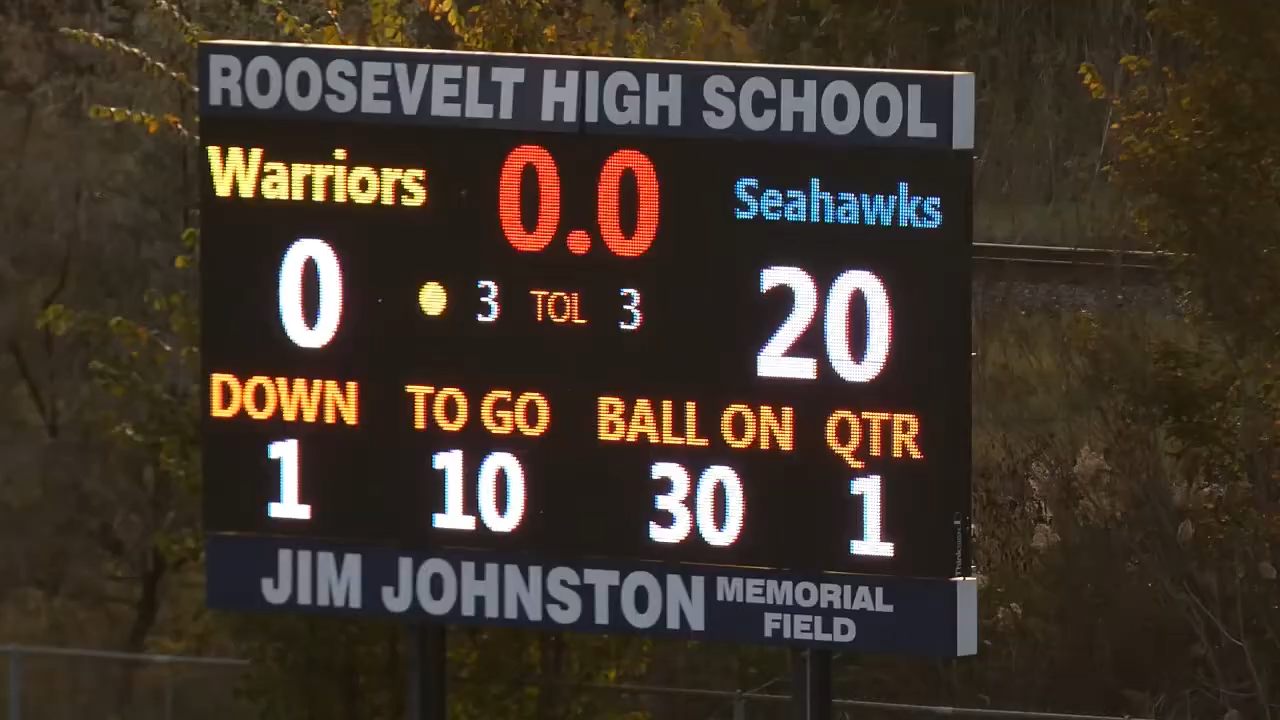 ROOSEVELT HIGH SCHOOL
Warriors 0.0 Seahawks
0 3 TOL 3 20
DOWN TO GO BALL ON QTR
1 10 30 1
JIM JOHNSTON MEMORIAL FIELD